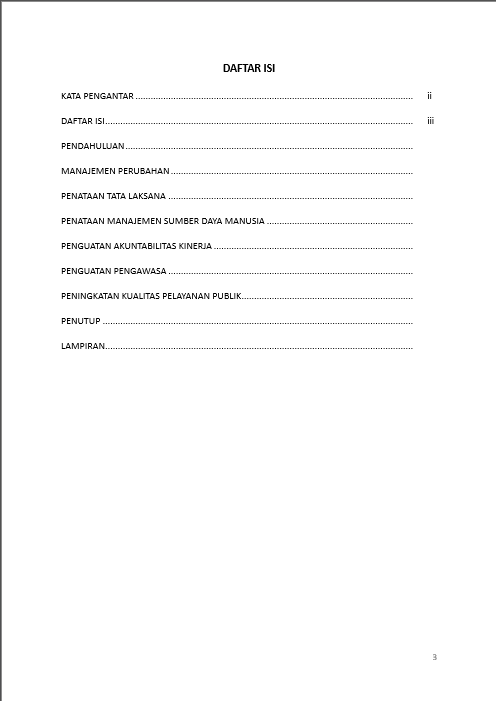 DAFTAR ISI
KATA PENGANTAR ........................................................................................................ ii
DAFTAR ISI.................................................................................................................... iii
PENDAHULUAN............................................................................................................
MANAJEMEN PERUBAHAN..........................................................................................
PENATAAN TATA LAKSANA ...........................................................................................
PENATAAN MANAJEMEN SUMBER DAYA MANUSIA ......................................................
PENGUATAN AKUNTABILITAS KINERJA ..........................................................................
PENGUATAN PENGAWASA ...........................................................................................
PENINGKATAN KUALITAS PELAYANAN PUBLIK................................................................
PENUTUP ....................................................................................................................
LAMPIRAN...................................................................................................................
3